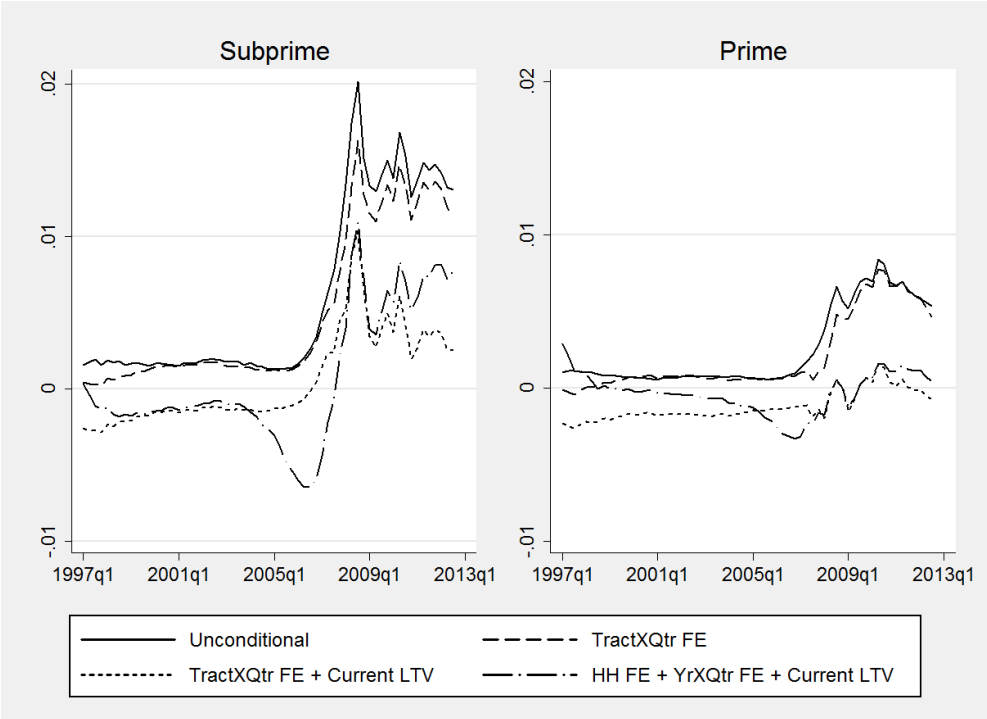 Subprime
Prime
.02
.01
0
-.01
1997q1 2001q1 2005q1 2009q1 2013q1
.02
.01
0
-.01
1997q1 2001q1 2005q1 2009q1 2013q1
Unconditional
TractXQtr FE
TractXQtr FE + Current LTV
HH FE + YrXQtr FE + Current LTV